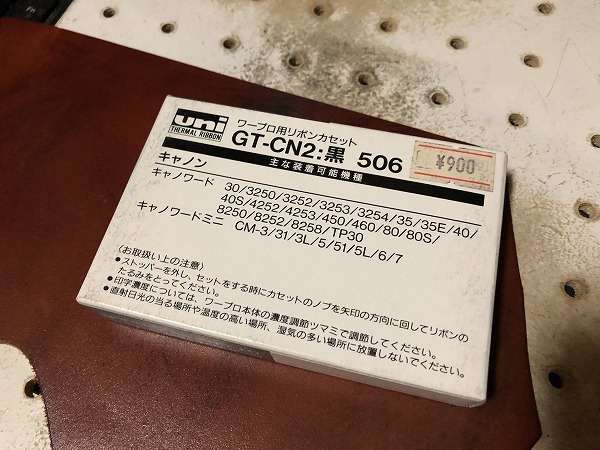 uni
THERMAL RIBBON
ワープロ用リボンカセット
GT-CN2:黒 506
¥900
主な装着可能機種
キャノン
キャノワード 30/3250/3252/3253/3254/35/35E/40/
40S/4252/4253/450/460/80/80S/
8250/8252/8258/TP30
キャノワードミニ CM-3/31/3L/5/51/5L/6/7
〈お取扱い上の注意〉
●ストッパーを外し、セットをする時にカセットのノブを矢印の方向に回してリボンの
たるみをとってください。
●印字濃度については、ワープロ本体の濃度調節ツマミで調節してください。
●直射日光の当る場所や温度の高い場所、湿気の多い場所に放置しないでください。